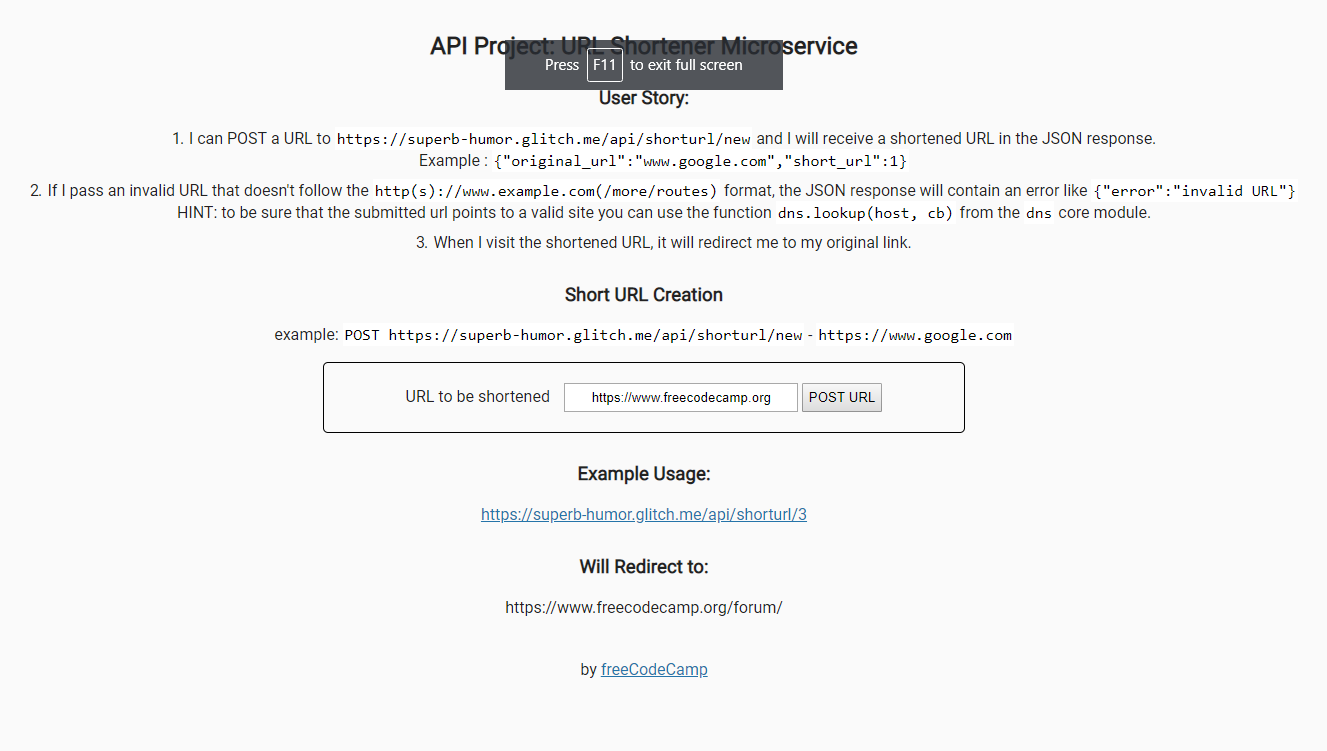 API Project: URL Shortener Microservice
Press F11 to exit full screen
User Story:
1. I can POST a URL to https://superb-humor.glitch.me/api/shorturl/new and I will receive a shortened URL in the JSON response.
Example : {"original_url":"www.google.com","short_url":1}
2. If I pass an invalid URL that doesn't follow the http(s)://www.example.com(/more/routes) format, the JSON response will contain an error like {"error":"invalid URL"}
HINT: to be sure that the submitted url points to a valid site you can use the function dns.lookup(host, cb) from the dns core module.
3. When I visit the shortened URL, it will redirect me to my original link.
Short URL Creation
example: POST https://superb-humor.glitch.me/api/shorturl/new - https://www.google.com
URL to be shortened https://www.freecodecamp.org POST URL
Example Usage:
https://superb-humor.glitch.me/api/shorturl/3
Will Redirect to:
https://www.freecodecamp.org/forum/
by freeCodeCamp